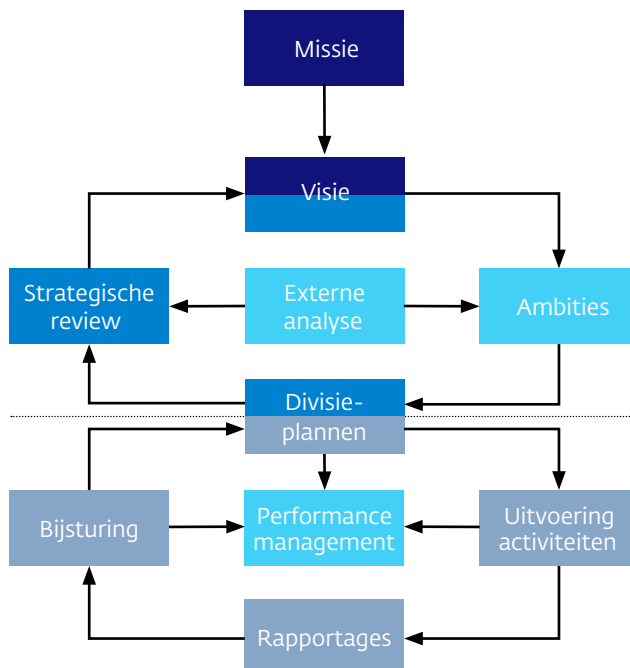 Missie
Visie
Strategische
review
Externe
analyse
Ambities
Divisie-
plannen
Bijsturing
Performance
management
Uitvoering
activiteiten
Rapportages